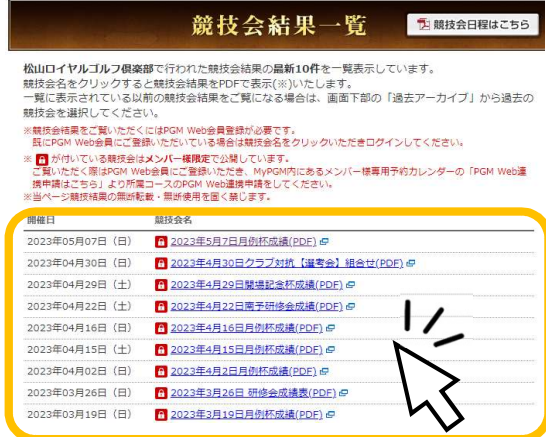 競技会結果一覧
競技会日程はこちら
松山ロイヤルゴルフ倶楽部で行われた競技会結果の最新10件を一覧表示しています。
競技会名をクリックすると競技会結果をPDFで表示(※)いたします。
一覧に表示されている以前の競技会結果をご覧になる場合は、画面下部の「過去アーカイブ」から過去の
競技会を選択してください。
※競技会結果をご覧いただくにはPGM Web会員登録が必要です。
既にPGM Web会員にご登録いただいている場合は競技会名をクリックいただきログインしてください。
※ が付いている競技会はメンバー様限定で公開しています。
ご覧いただく際はPGM Web会員にご登録いただき、MyPGM内にあるメンバー様専用予約カレンダーの「PGM Web連
携申請はこちら」より所属コースのPGM Web連携申請をしてください。
※当ページ競技結果の無断転載・無断使用を固く禁じます。
開催日 競技会名
2023年05月07日（日） 2023年5月7日月例杯成績(PDF)
2023年04月30日（日） 2023年4月30日クラブ対抗【選考会】組合せ(PDF)
2023年04月29日（土） 2023年4月29日開場記念杯成績(PDF)
2023年04月22日（土） 2023年4月22日南予研修会成績(PDF)
2023年04月16日（日） 2023年4月16日月例杯成績(PDF)
2023年04月15日（土） 2023年4月15日月例杯成績(PDF)
2023年04月02日（日） 2023年4月2日月例杯成績(PDF)
2023年03月26日（日） 2023年3月26日 研修会成績表(PDF)
2023年03月19日（日） 2023年3月19日月例杯成績(PDF)